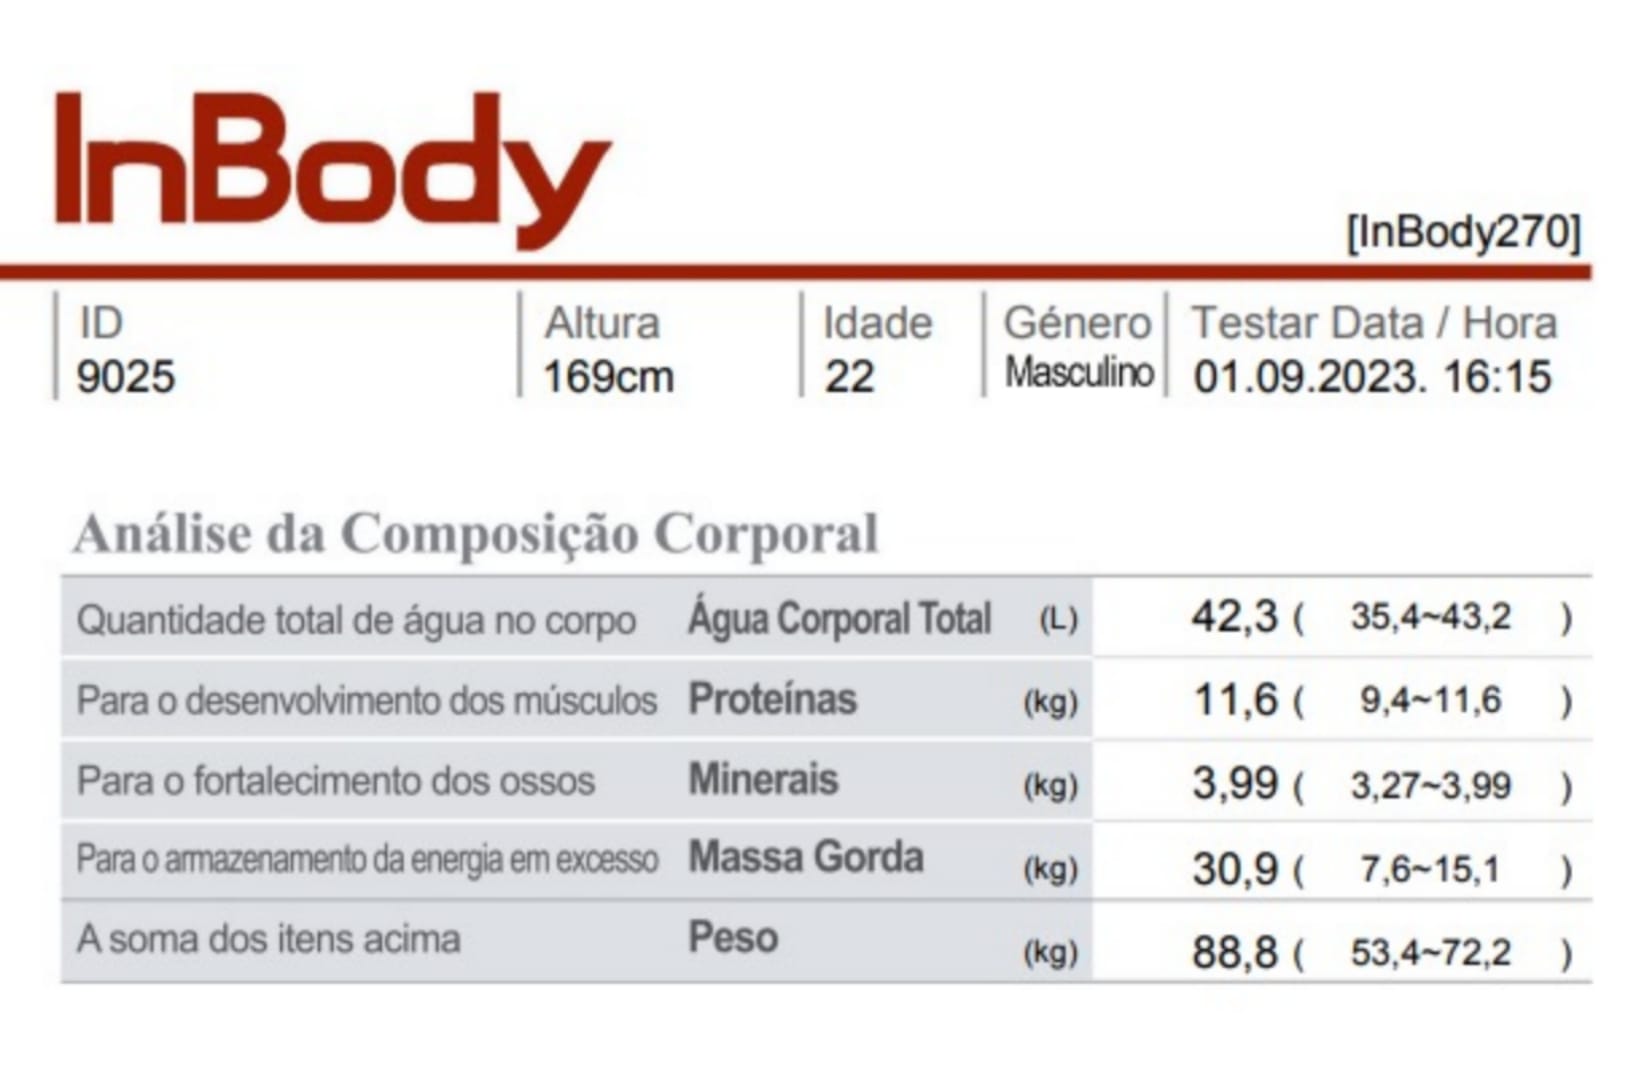 InBody
[InBody270]
ID Altura Idade Género Testar Data / Hora
9025 169cm 22 Masculino 01.09.2023. 16:15
Análise da Composição Corporal
Quantidade total de água no corpo Água Corporal Total (L) 42,3 ( 35,4~43,2 )
Para o desenvolvimento dos músculos Proteínas (kg) 11,6 ( 9,4~11,6 )
Para o fortalecimento dos ossos Minerais (kg) 3,99 ( 3,27~3,99 )
Para o armazenamento da energia em excesso Massa Gorda (kg) 30,9 ( 7,6~15,1 )
A soma dos itens acima Peso (kg) 88,8 ( 53,4~72,2 )